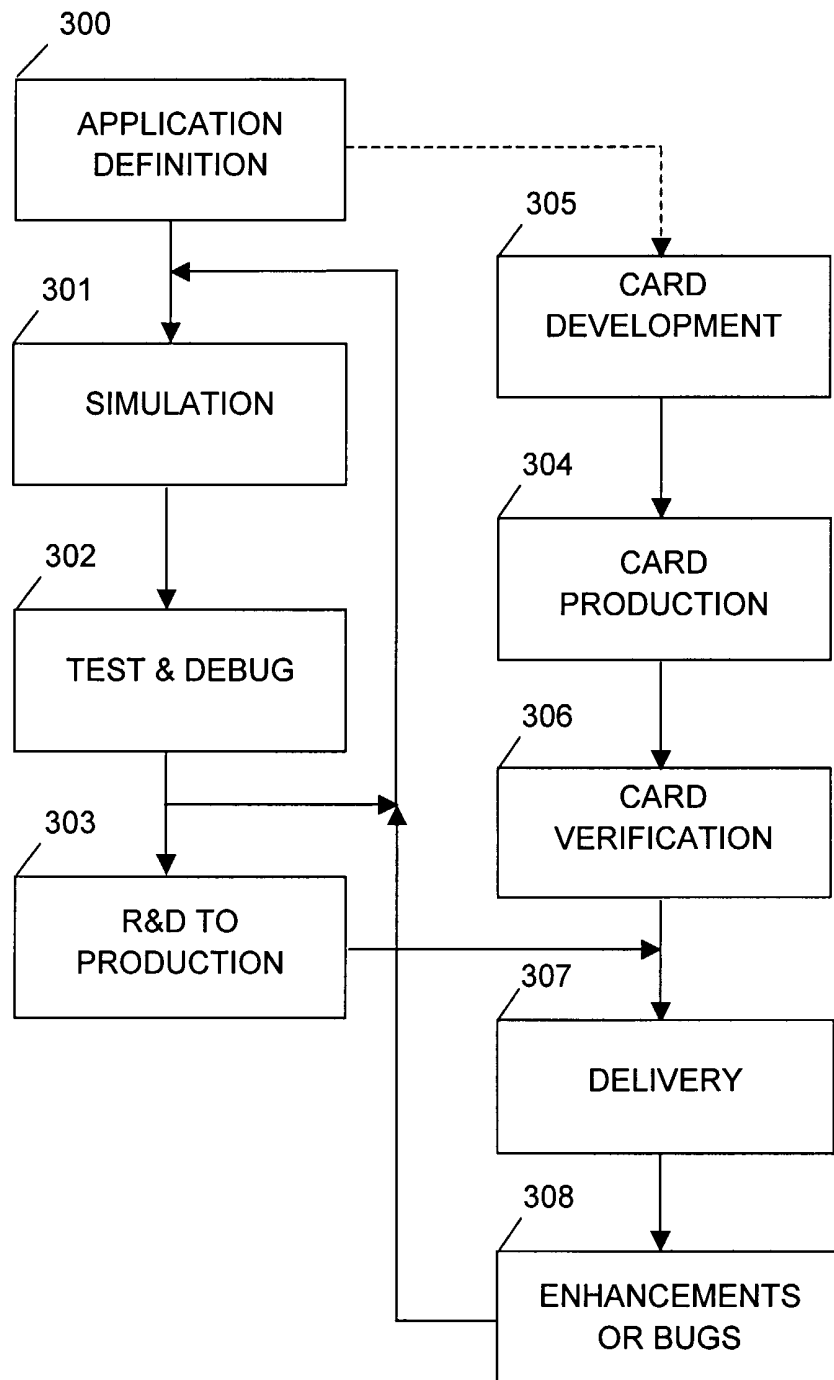 300
APPLICATION
DEFINITION
305
CARD
DEVELOPMENT
301
SIMULATION
304
CARD
PRODUCTION
302
TEST & DEBUG
306
CARD
VERIFICATION
303
R&D TO
PRODUCTION
307
DELIVERY
308
ENHANCEMENTS
OR BUGS